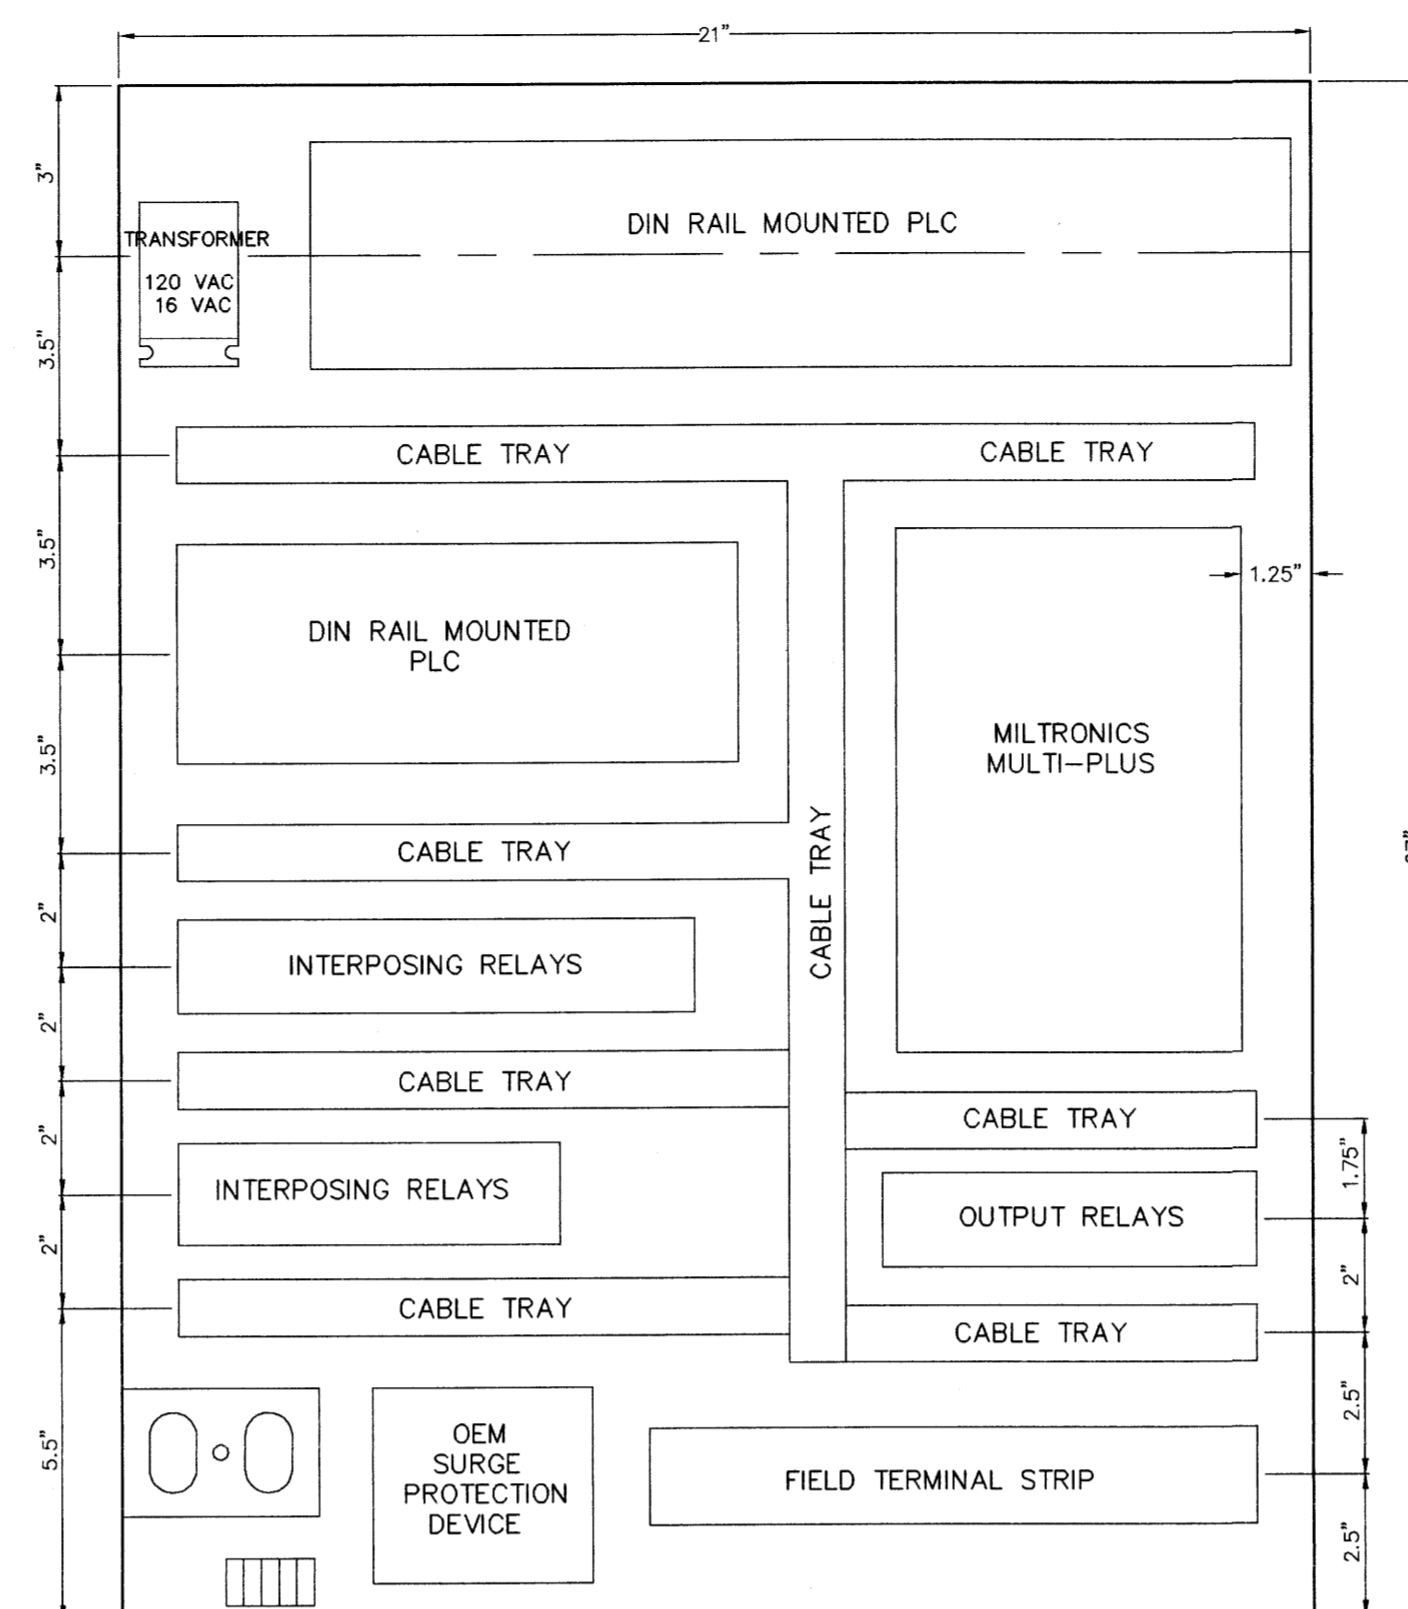 21"
3"
DIN RAIL MOUNTED PLC
TRANSFORMER
120 VAC
16 VAC
3.5"
CABLE TRAY
CABLE TRAY
3.5"
1.25"
DIN RAIL MOUNTED
PLC
MILTRONICS
MULTI-PLUS
3.5"
CABLE TRAY
CABLE TRAY
2"
INTERPOSING RELAYS
2"
CABLE TRAY
CABLE TRAY
2"
1.75"
INTERPOSING RELAYS
OUTPUT RELAYS
2"
2"
CABLE TRAY
CABLE TRAY
2.5"
5.5"
OEM
SURGE
PROTECTION
DEVICE
FIELD TERMINAL STRIP
2.5"